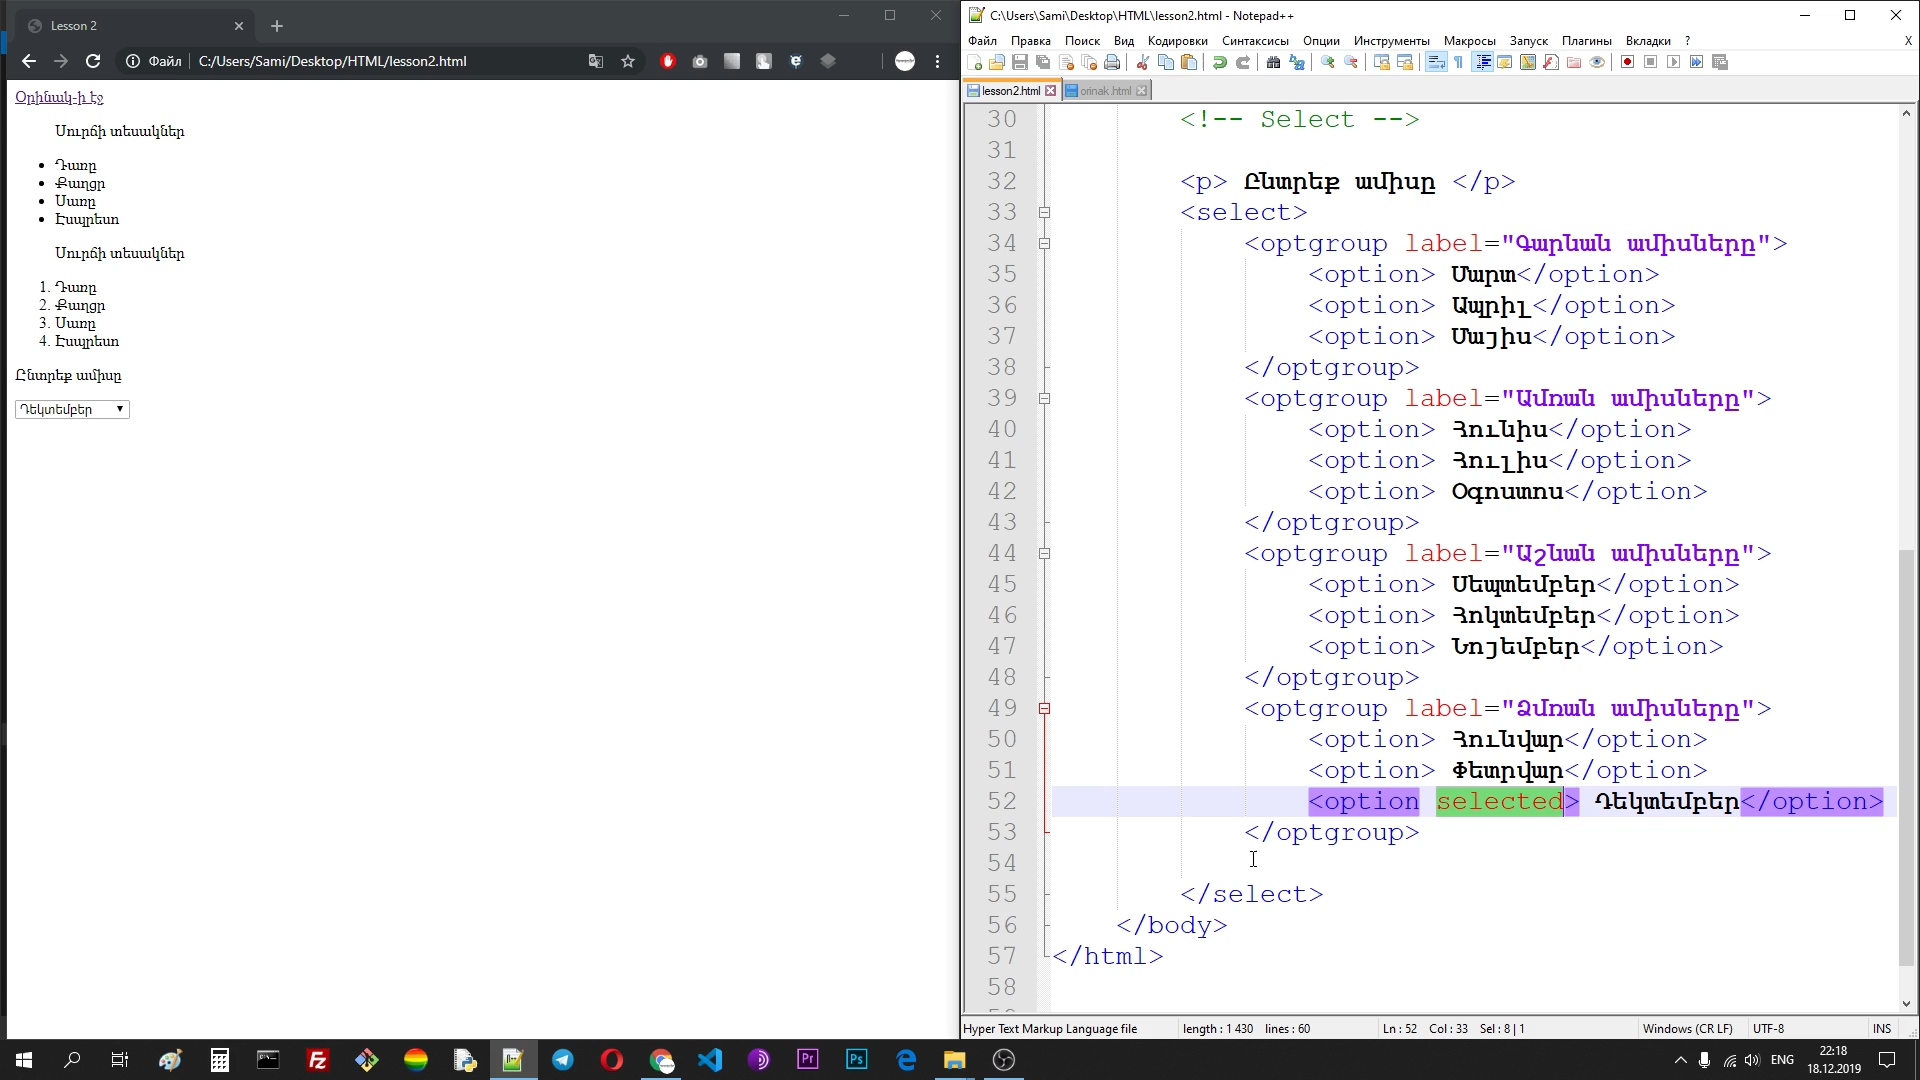 Lesson 2
Файл
C:/Users/Sami/Desktop/HTML/lesson2.html
Օրինակ-ի էջ
Սուրճի տեսակներ
Դառը
Քաղցր
Սառը
Էսպրեսո
Սուրճի տեսակներ
1. Դառը
2. Քաղցր
3. Սառը
4. Էսպրեսո
Ընտրեք ամիսը
Դեկտեմբեր
C:\Users\Sami\Desktop\HTML\lesson2.html - Notepad++
Файл Правка Поиск Вид Кодировки Синтаксисы Опции Инструменты Макросы Запуск Плагины Вкладки ? X
lesson2.html orinak.html
30 <!-- Select -->
31
32 <p> Ընտրեք ամիսը </p>
33 <select>
34 <optgroup label="Գարնան ամիսները">
35 <option> Մարտ</option>
36 <option> Ապրիլ</option>
37 <option> Մայիս</option>
38 </optgroup>
39 <optgroup label="Ամռան ամիսները">
40 <option> Հունիս</option>
41 <option> Հուլիս</option>
42 <option> Օգոստոս</option>
43 </optgroup>
44 <optgroup label="Աշնան ամիսները">
45 <option> Սեպտեմբեր</option>
46 <option> Հոկտեմբեր</option>
47 <option> Նոյեմբեր</option>
48 </optgroup>
49 <optgroup label="Ձմռան ամիսները">
50 <option> Հունվար</option>
51 <option> Փետրվար</option>
52 <option selected> Դեկտեմբեր</option>
53 </optgroup>
54
55 </select>
56 </body>
57 </html>
58
Hyper Text Markup Language file length : 1 430 lines : 60 Ln : 52 Col : 33 Sel : 8 | 1 Windows (CR LF) UTF-8 INS
Pr Ps ENG 22:18
18.12.2019